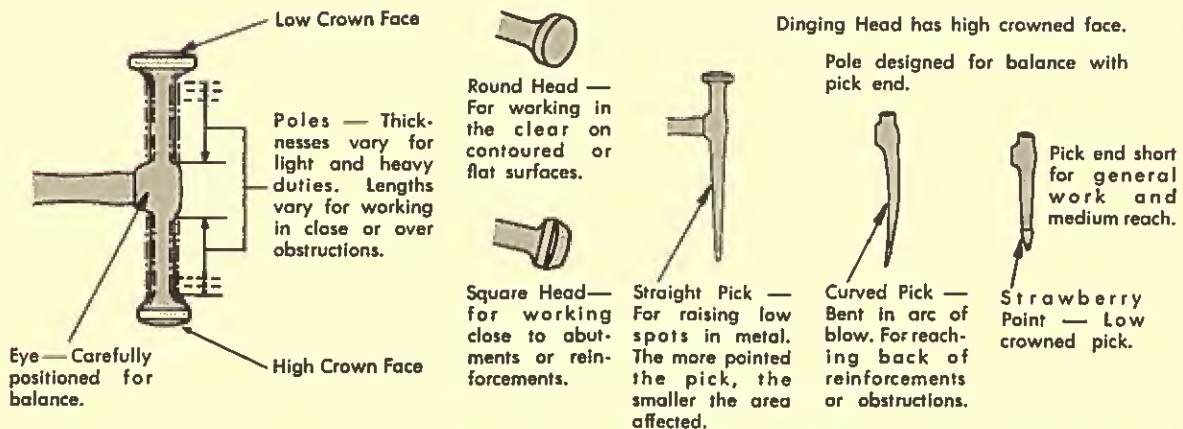 Low Crown Face
Poles — Thick-
nesses vary for
light and heavy
duties. Lengths
vary for working
in close or over
obstructions.
Eye — Carefully
positioned for
balance.
High Crown Face
Round Head —
For working in
the clear on
contoured or
flat surfaces.
Square Head—
for working
close to abut-
ments or rein-
forcements.
Dinging Head has high crowned face.
Pole designed for balance with
pick end.
Straight Pick —
For raising low
spots in metal.
The more pointed
the pick, the
smaller the area
affected.
Curved Pick —
Bent in arc of
blow. For reach-
ing back of
reinforcements
or obstructions.
Pick end short
for general
work and
medium reach.
Strawberry
Point — Low
crowned pick.